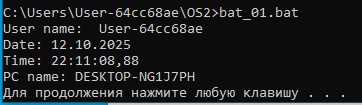 C:\Users\User-64cc68ae\OS2>bat_01.bat
User name:  User-64cc68ae
Date: 12.10.2025
Time: 22:11:08,88
PC name: DESKTOP-NG1J7PH
Для продолжения нажмите любую клавишу . . .